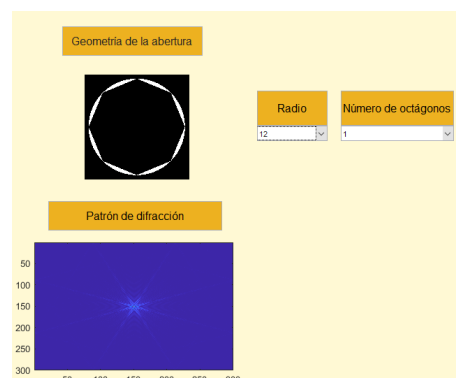 Geometría de la abertura
Radio
Número de octágonos
12
1
Patrón de difracción
50
100
150
200
250
300